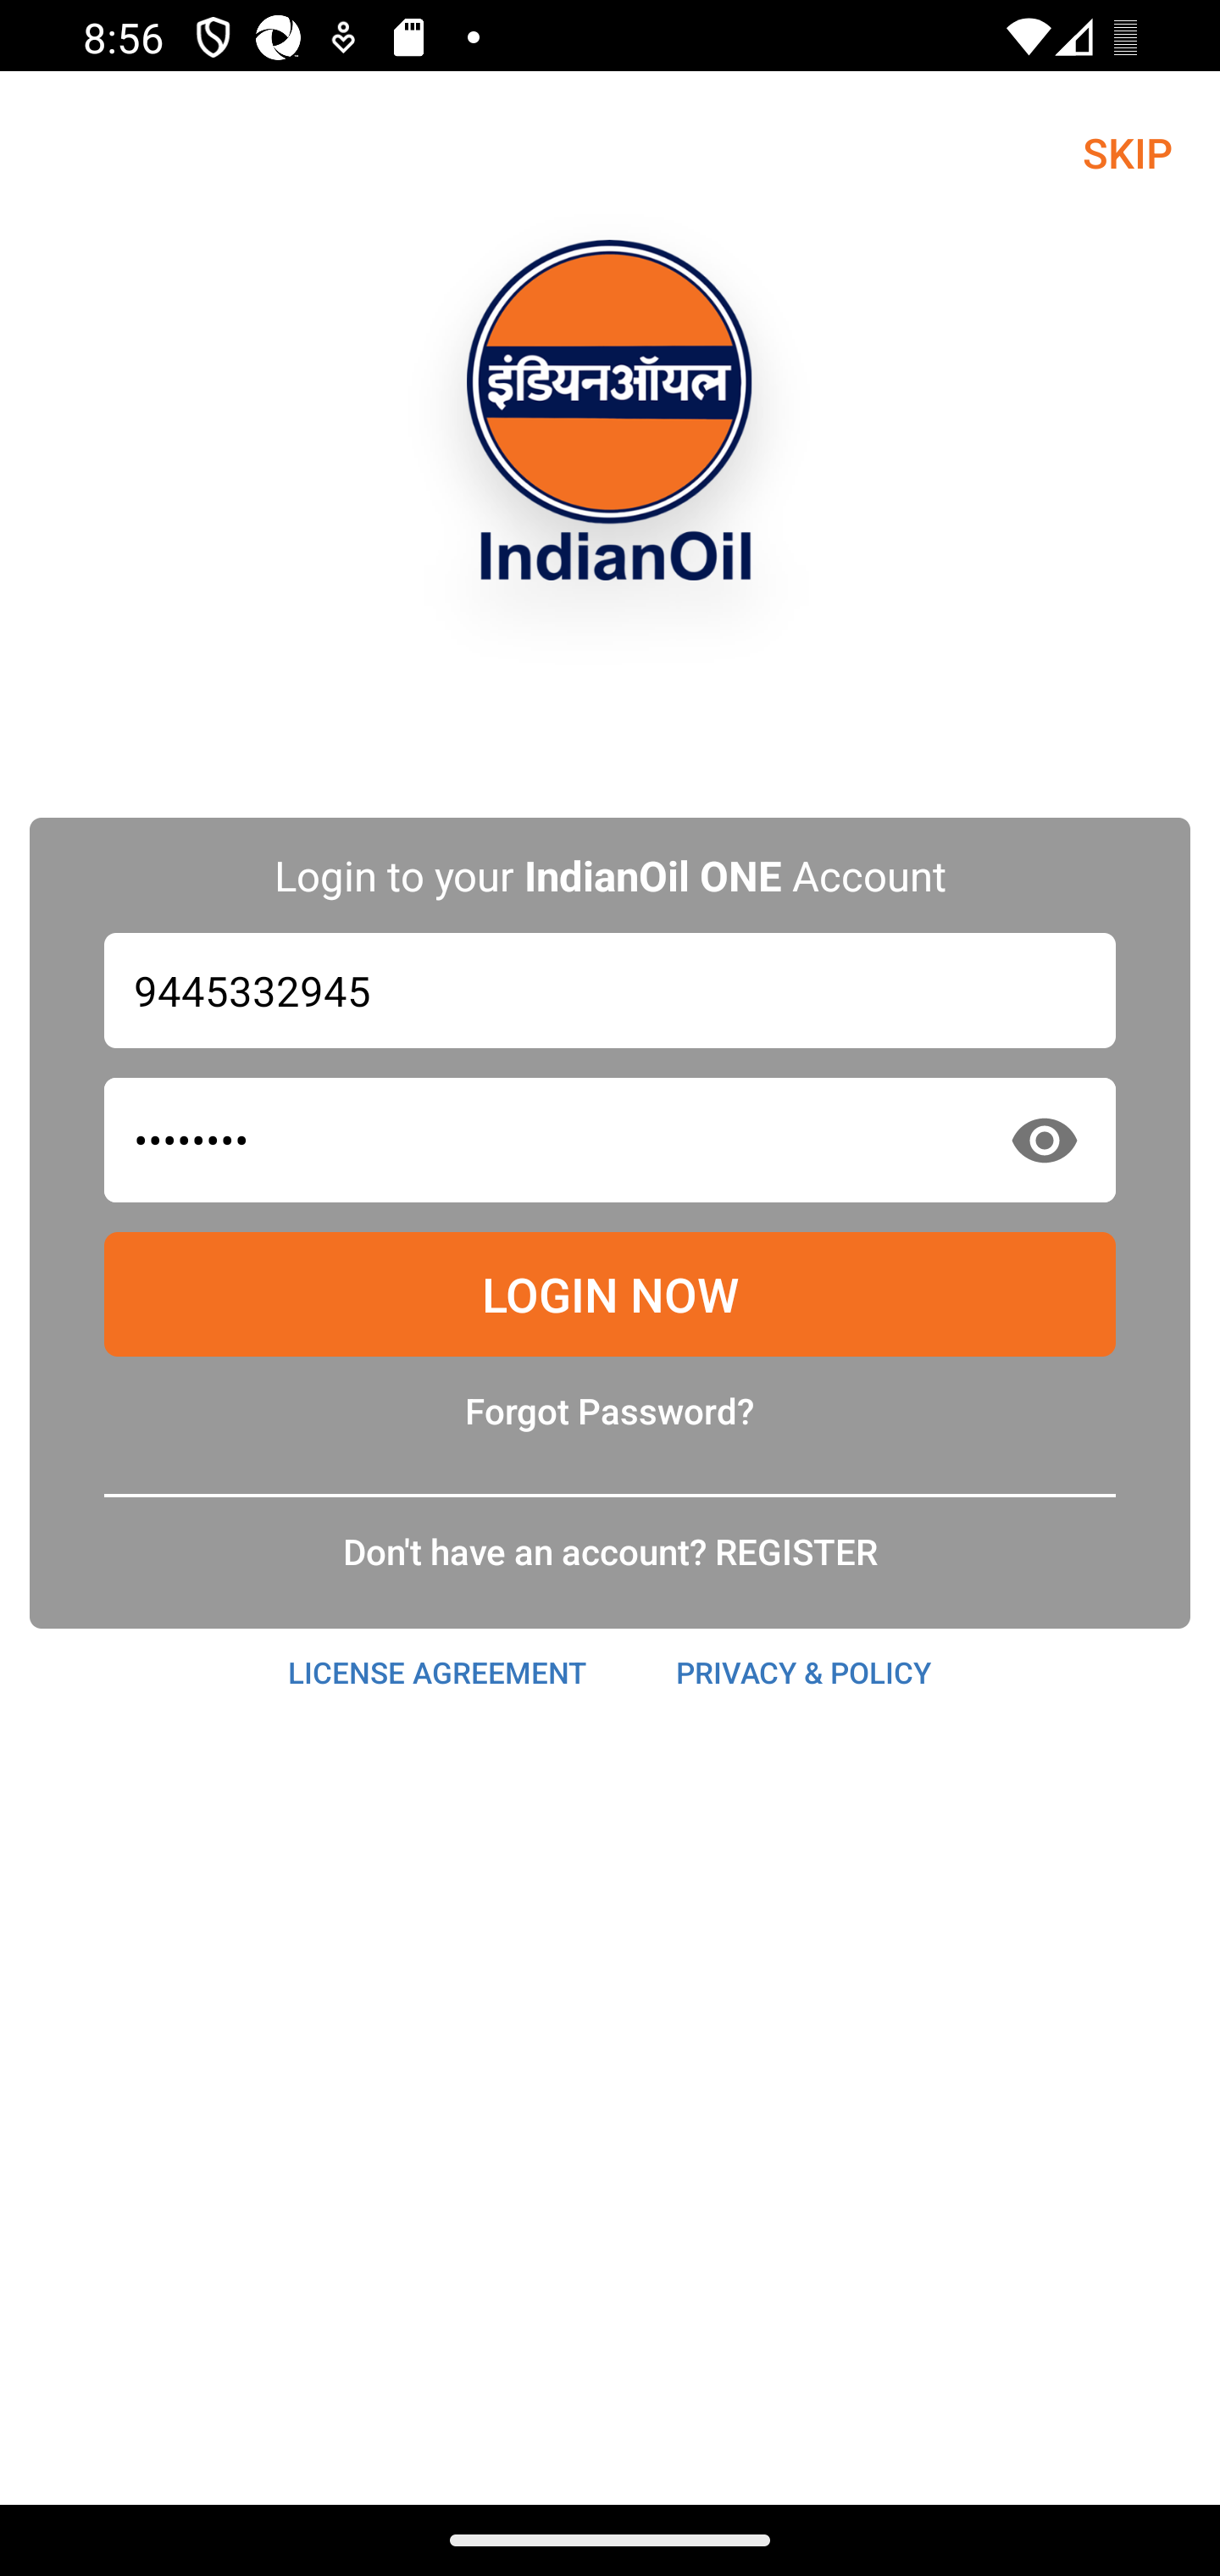 8:56
SKIP
इंडियनऑयल
IndianOil
Login to your IndianOil ONE Account
9445332945
••••••••
LOGIN NOW
Forgot Password?
Don't have an account? REGISTER
LICENSE AGREEMENT PRIVACY & POLICY